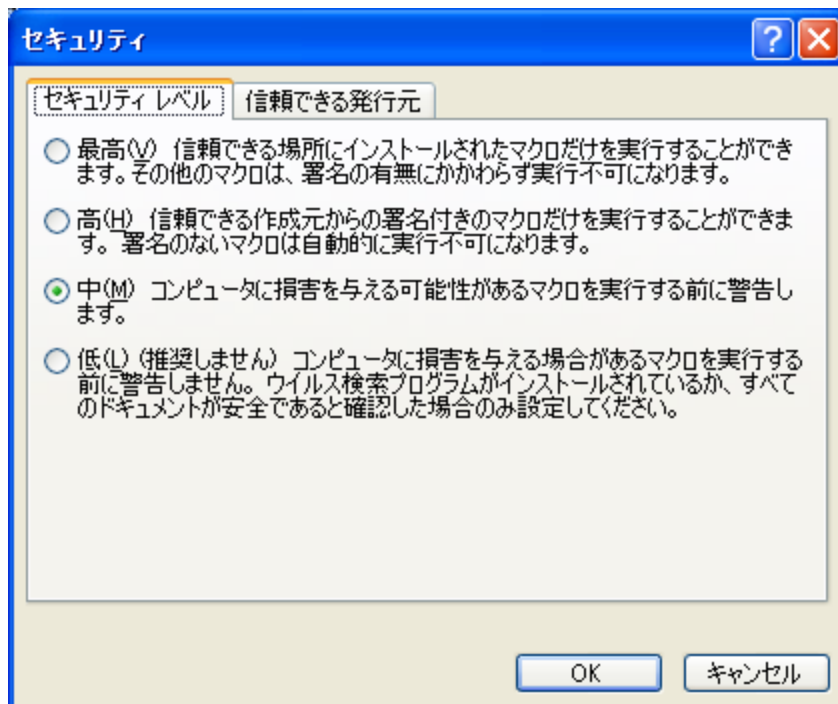 セキュリティ
セキュリティ レベル
信頼できる発行元
最高(V) 信頼できる場所にインストールされたマクロだけを実行することができ
ます。その他のマクロは、署名の有無にかかわらず実行不可になります。
高(H) 信頼できる作成元からの署名付きのマクロだけを実行することができま
す。 署名のないマクロは自動的に実行不可になります。
中(M) コンピュータに損害を与える可能性があるマクロを実行する前に警告し
ます。
低(L) (推奨しません) コンピュータに損害を与える場合があるマクロを実行する
前に警告しません。ウイルス検索プログラムがインストールされているか、すべて
のドキュメントが安全であると確認した場合のみ設定してください。
OK
キャンセル